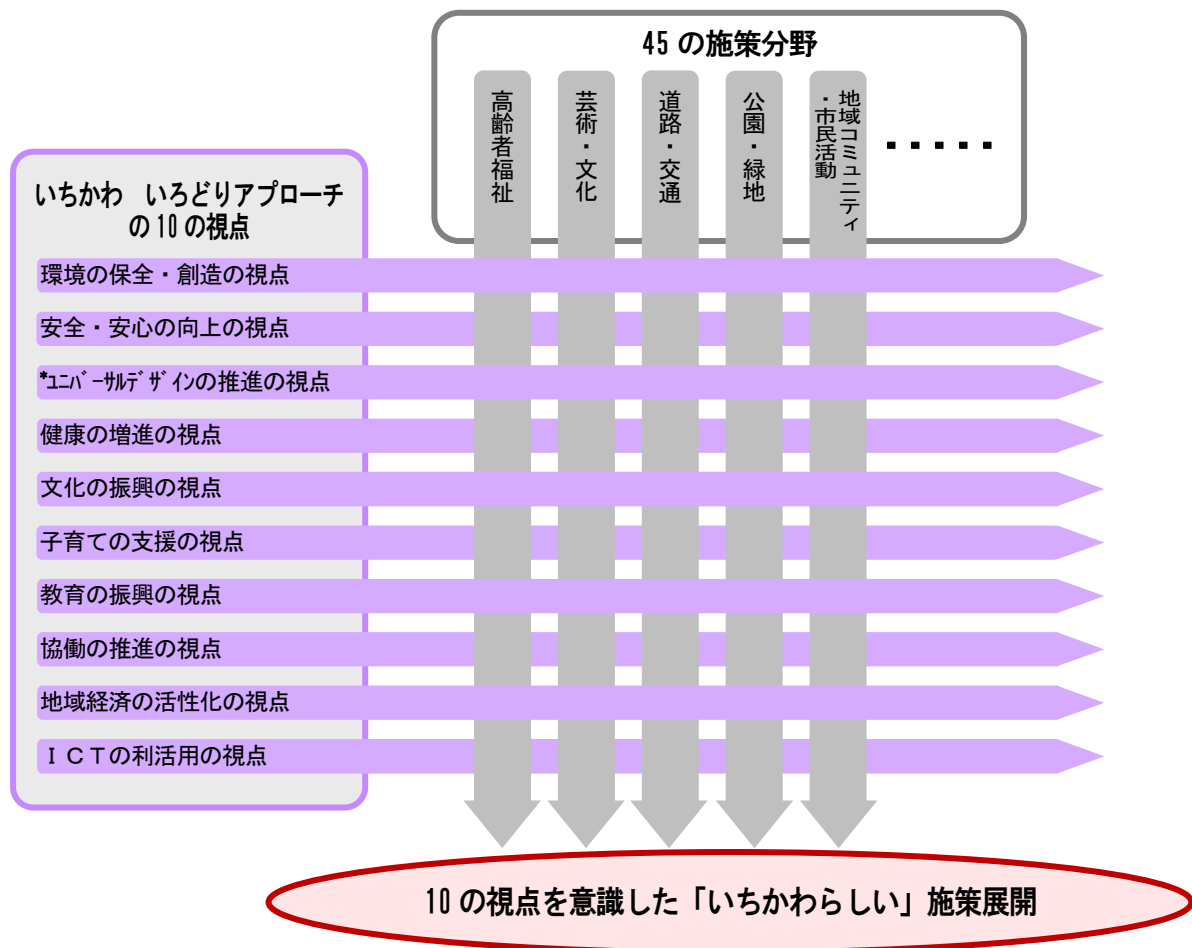 45の施策分野
高齢者福祉
芸術・文化
道路・交通
公園・緑地
地域コミュニティ
・市民活動
・・・・・
いちかわ　いろどりアプローチ
の10の視点
環境の保全・創造の視点
安全・安心の向上の視点
*ﾕﾆﾊﾞｰｻﾙﾃﾞｻﾞｲﾝの推進の視点
健康の増進の視点
文化の振興の視点
子育ての支援の視点
教育の振興の視点
協働の推進の視点
地域経済の活性化の視点
ＩＣＴの利活用の視点
10の視点を意識した「いちかわらしい」施策展開